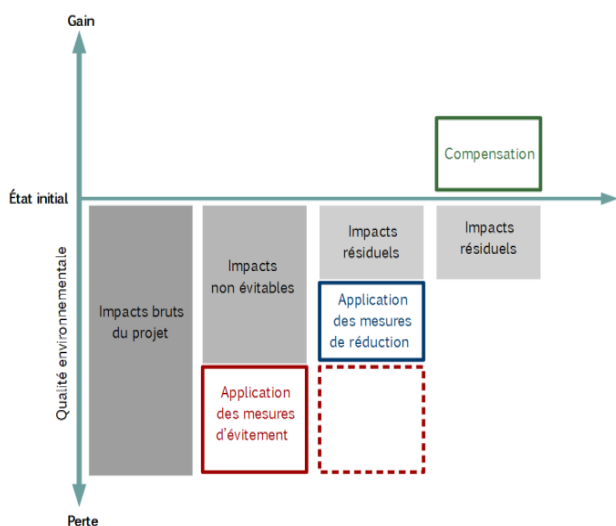 Gain
Compensation
État initial
Qualité environnementale
Impacts bruts
du projet
Impacts
non évitables
Application
des mesures
d'évitement
Impacts
résiduels
Application
des mesures
de réduction
Impacts
résiduels
Perte